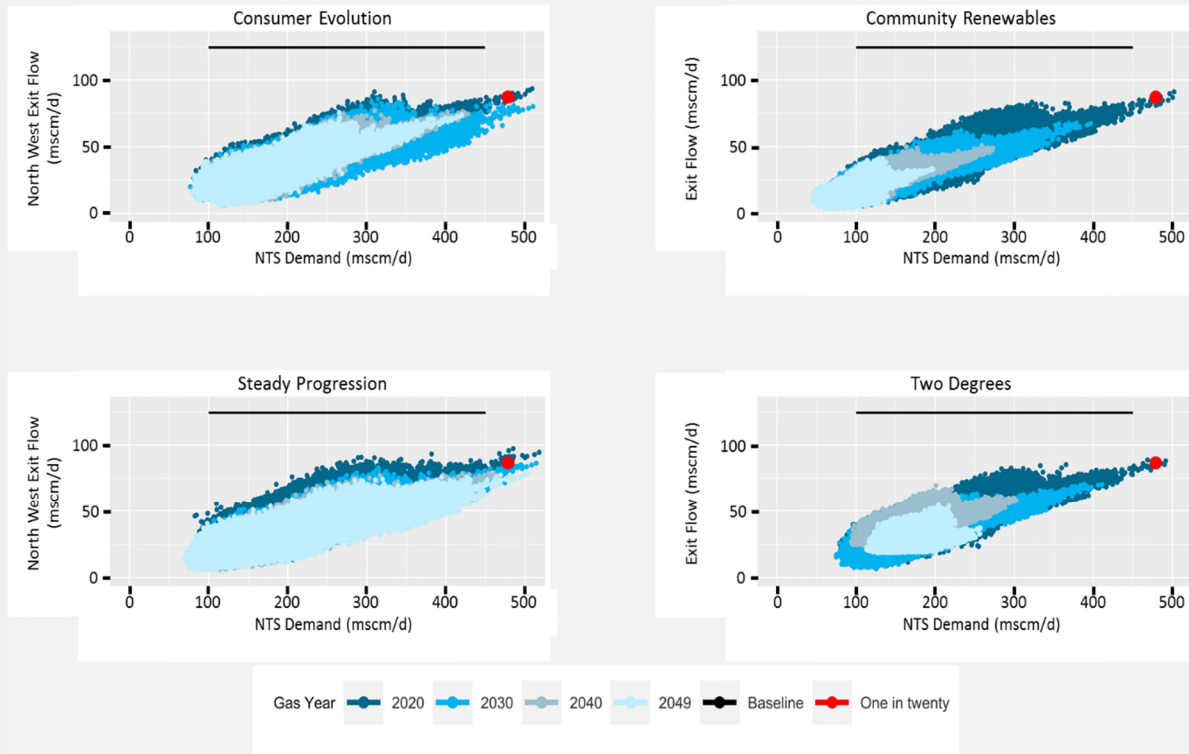 Consumer Evolution
North West Exit Flow
(mscm/d)
100
50
0
0 100 200 300 400 500
NTS Demand (mscm/d)
Community Renewables
Exit Flow (mscm/d)
100
50
0
0 100 200 300 400 500
NTS Demand (mscm/d)
Steady Progression
North West Exit Flow
(mscm/d)
100
50
0
0 100 200 300 400 500
NTS Demand (mscm/d)
Two Degrees
Exit Flow (mscm/d)
100
50
0
0 100 200 300 400 500
NTS Demand (mscm/d)
Gas Year 2020 2030 2040 2049 Baseline One in twenty